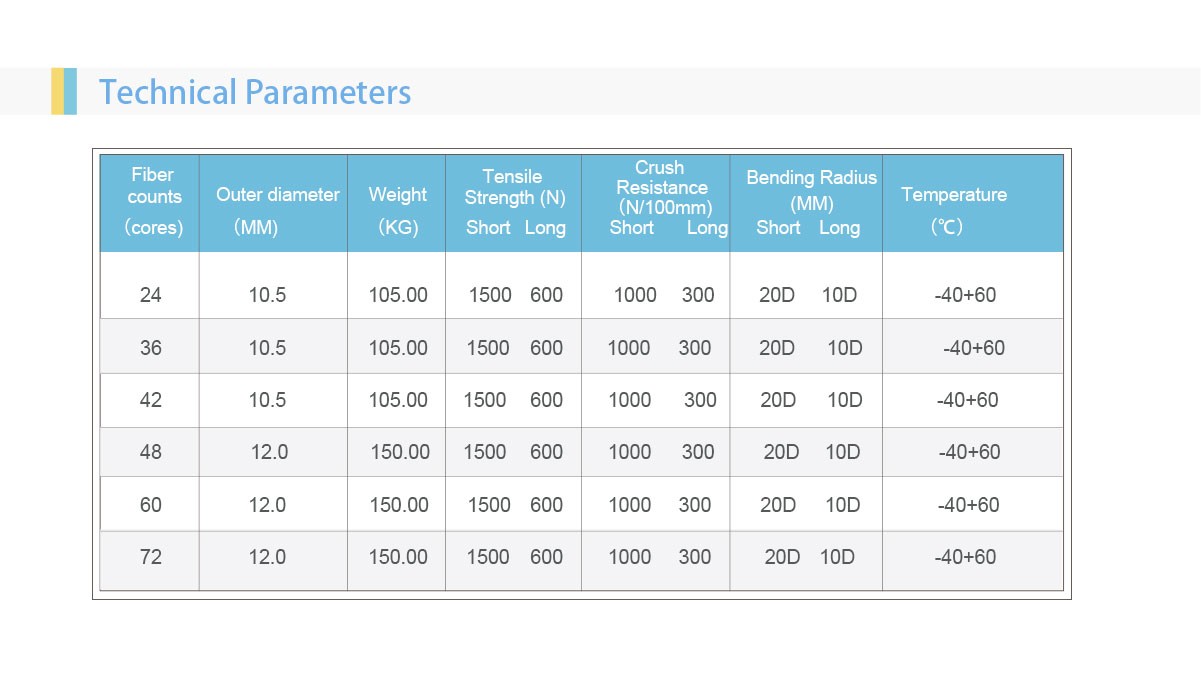 Technical Parameters
Fiber counts （cores) Outer diameter （MM) Weight （KG) Tensile Strength (N) Short Long Crush Resistance （N/100mm) Short Long Bending Radius (MM) Short Long Temperature （℃）
24 10.5 105.00 1500 600 1000 300 20D 10D -40+60
36 10.5 105.00 1500 600 1000 300 20D 10D -40+60
42 10.5 105.00 1500 600 1000 300 20D 10D -40+60
48 12.0 150.00 1500 600 1000 300 20D 10D -40+60
60 12.0 150.00 1500 600 1000 300 20D 10D -40+60
72 12.0 150.00 1500 600 1000 300 20D 10D -40+60